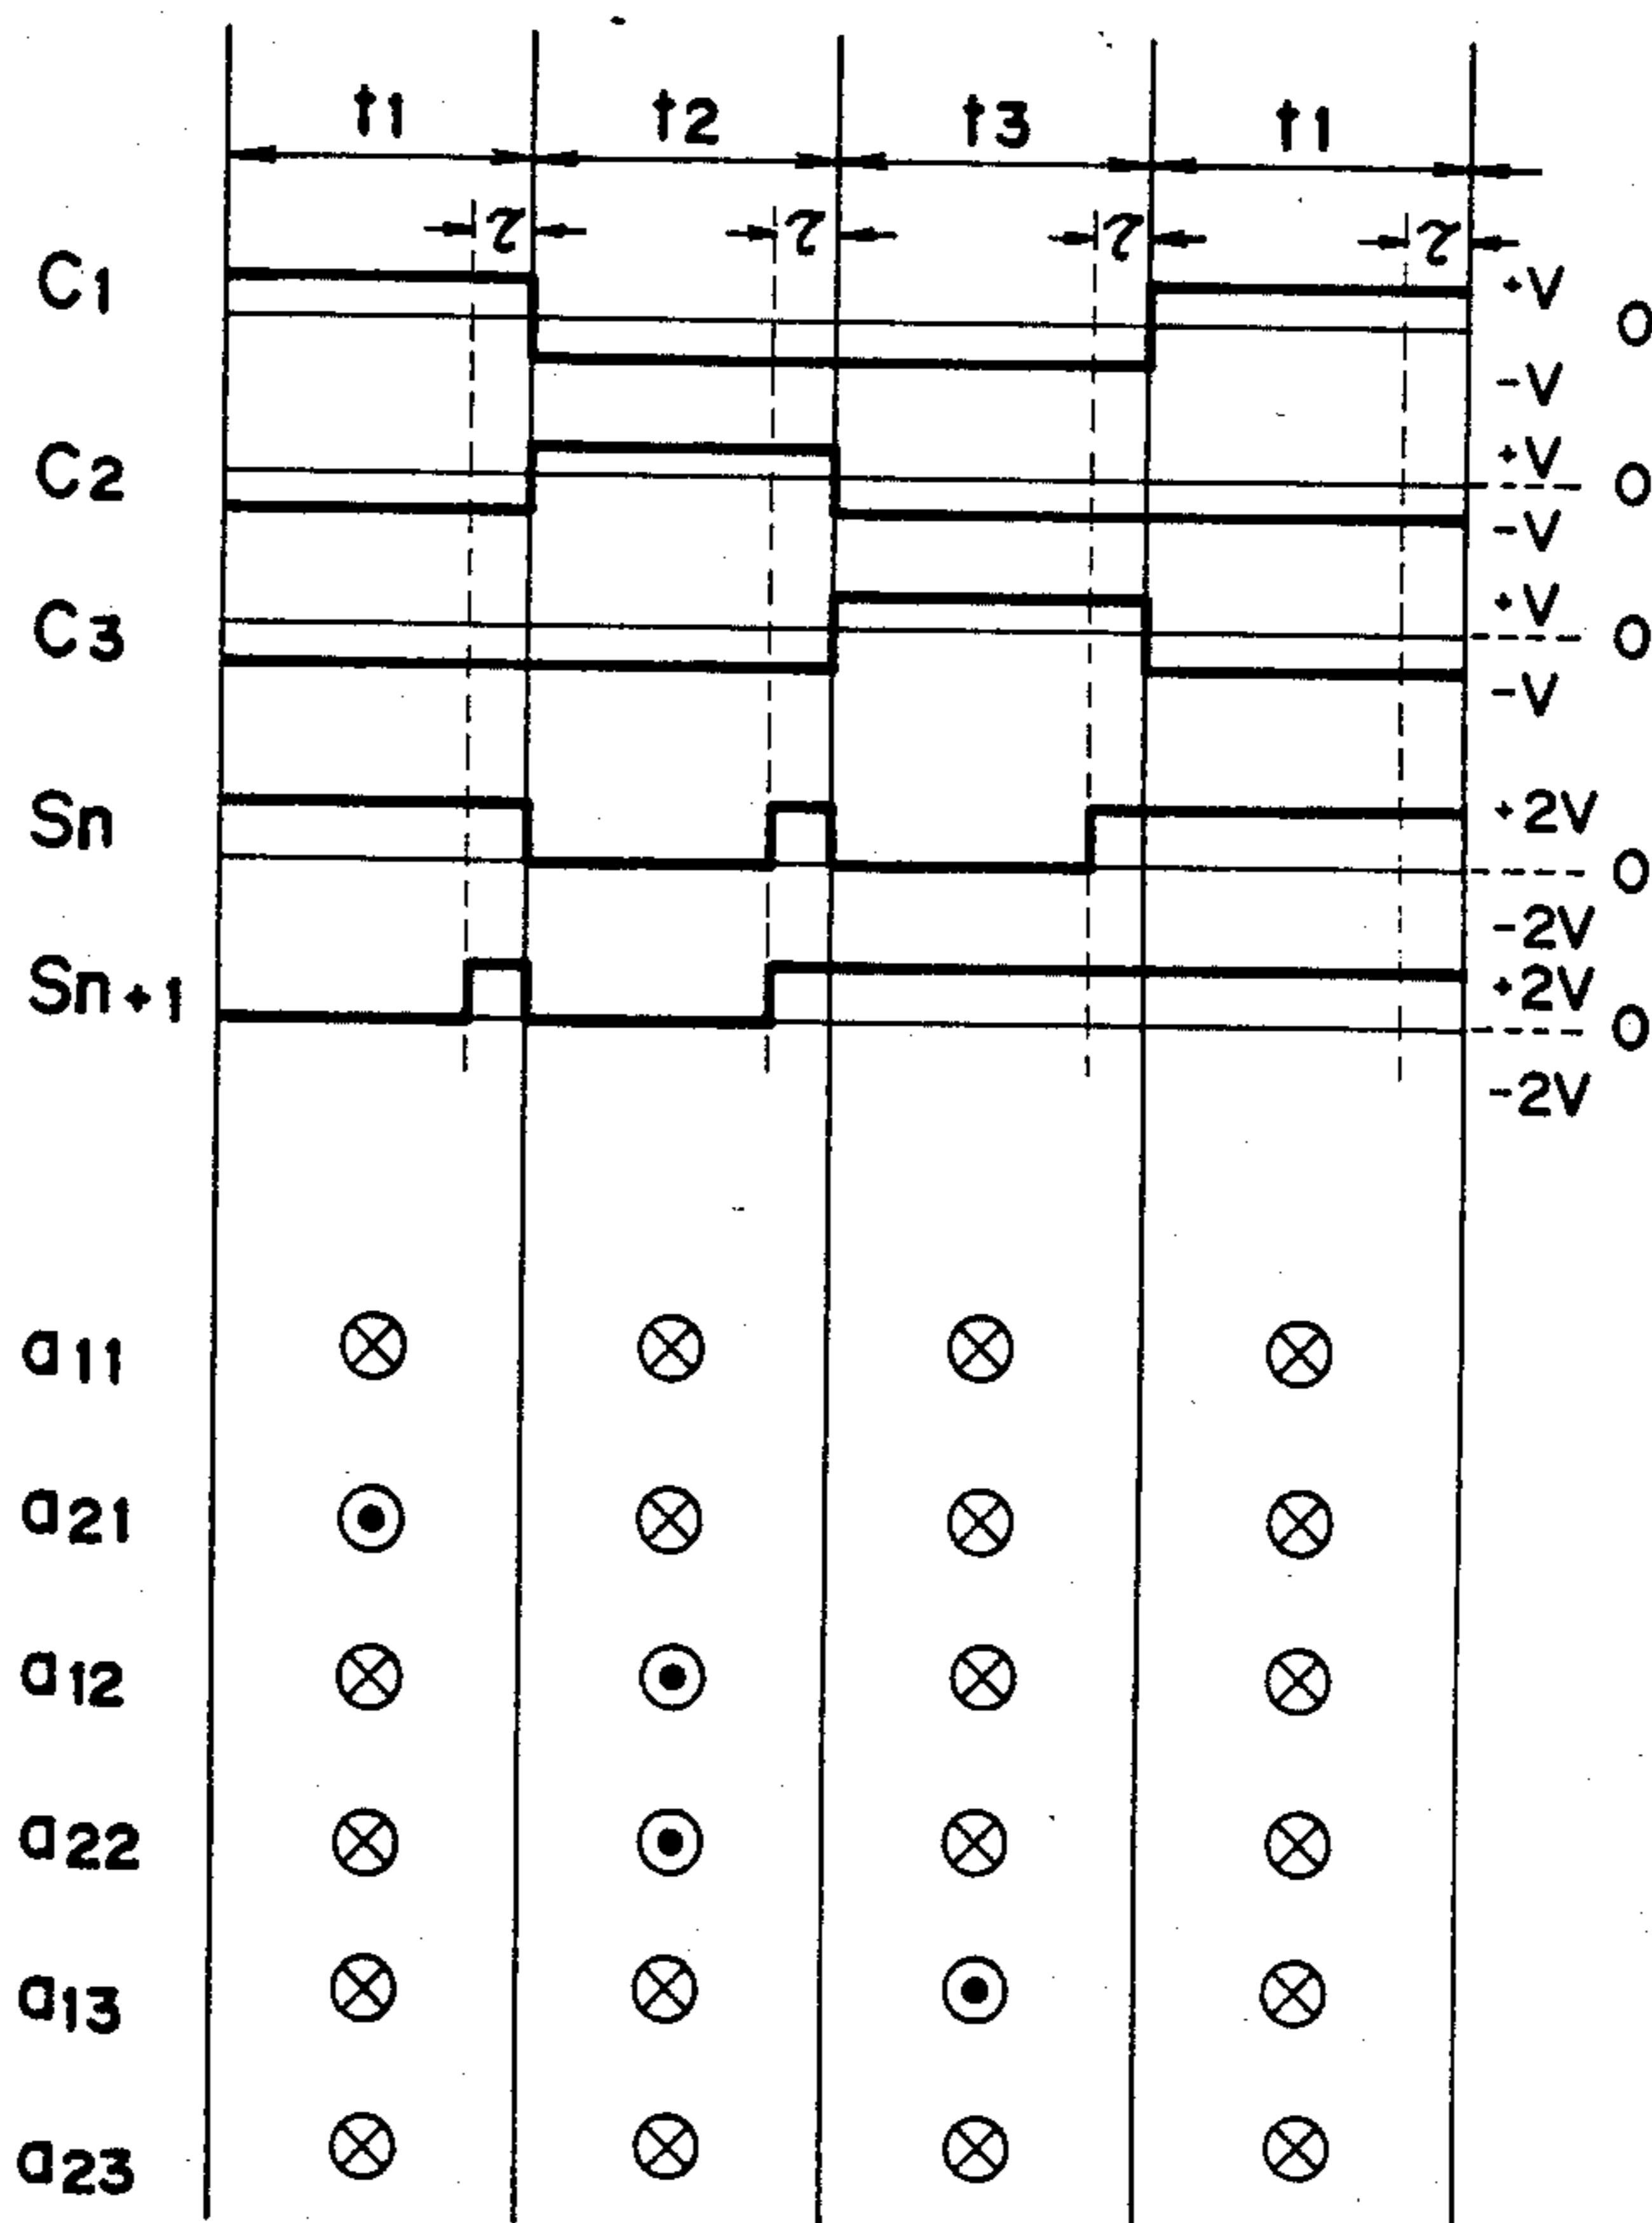 t1 t2 t3 t1
τ τ τ τ
C1 +V 0 -V
C2 +V 0 -V
C3 +V 0 -V
Sn +2V 0 -2V
Sn+1 +2V 0 -2V
a11
a21
a12
a22
a13
a23